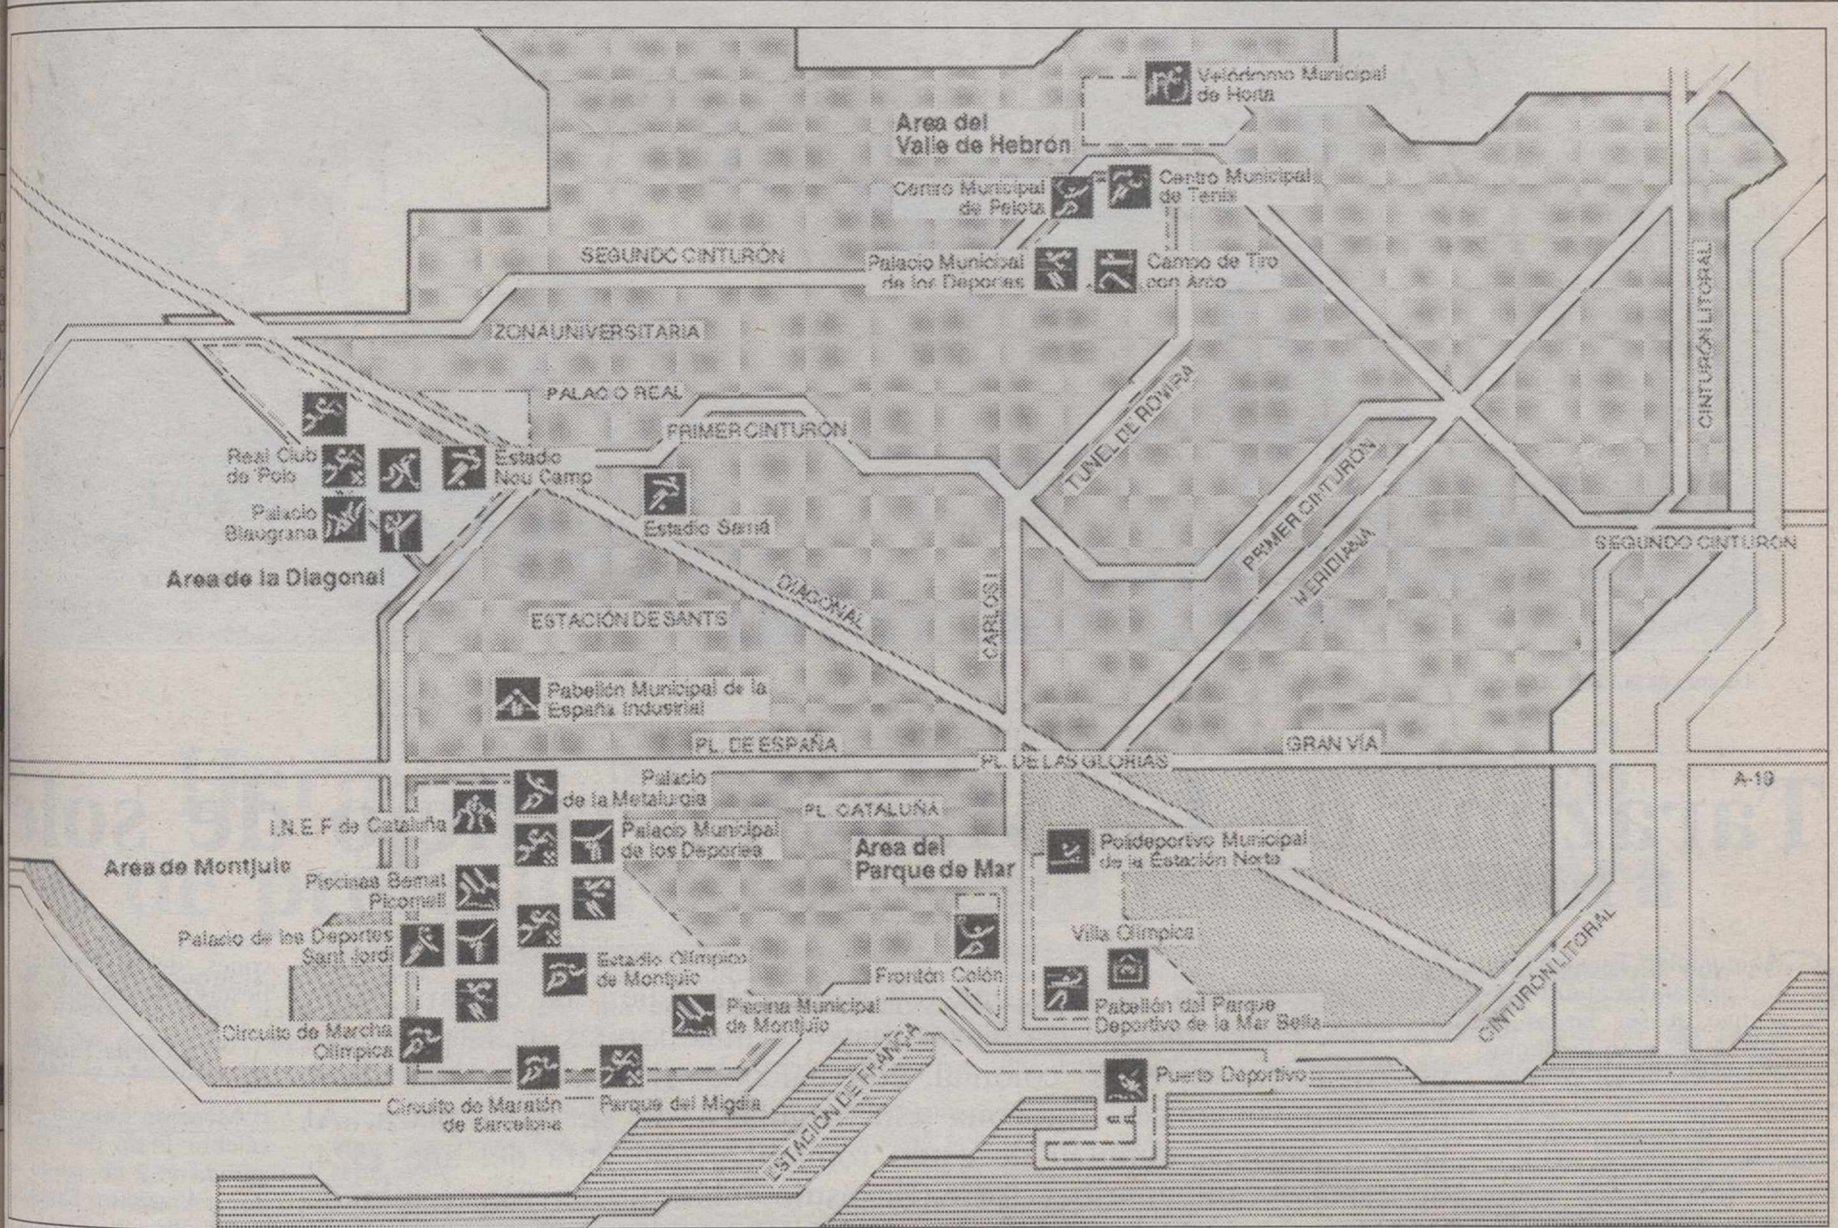 Velódromo Municipal
de Horta
Area del
Valle de Hebrón
Centro Municipal
de Pelota
Centro Municipal
de Tenis
SEGUNDO CINTURÓN
Palacio Municipal
de los Deportes
Campo de Tiro
con Arco
CINTURÓN LITORAL
ZONA UNIVERSITARIA
PALACIO REAL
PRIMER CINTURÓN
TUNEL DE ROVIRA
Real Club
de Polo
Estadio
Nou Camp
Palacio
Blaugrana
Estadio Sarriá
PRIMER CINTURÓN
MERIDIANA
SEGUNDO CINTURÓN
Area de la Diagonal
DIAGONAL
CARLOS I
ESTACIÓN DE SANTS
Pabellón Municipal de la
España Industrial
PL. DE ESPAÑA
PL. DE LAS GLORIAS
GRAN VÍA
A-19
Palacio
de la Metalurgia
PL. CATALUÑA
I.N.E.F de Cataluña
Palacio Municipal
de los Deportes
Area del
Parque de Mar
Polideportivo Municipal
de la Estación Norte
Area de Montjuic
Piscinas Bernat
Picornell
Palacio de los Deportes
Sant Jordi
Estadio Olímpico
de Montjuic
Frontón Colón
Villa Olímpica
CINTURÓN LITORAL
Piscina Municipal
de Montjuic
Pabellón del Parque
Deportivo de la Mar Bella
Circuito de Marcha
Olímpica
Circuito de Maratón
de Barcelona
Parque del Migdia
ESTACIÓN DE FRANCA
Puerto Deportivo